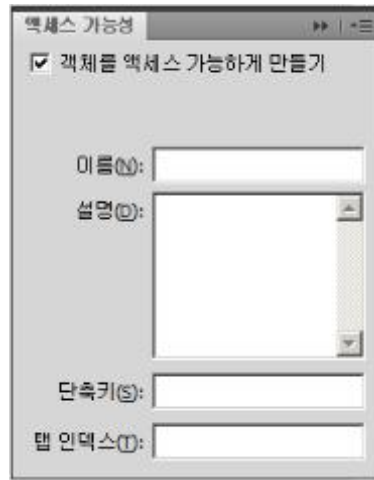 액세스 가능성
객체를 액세스 가능하게 만들기
이름(N):
설명(D):
단축키(S):
탭 인덱스(T):